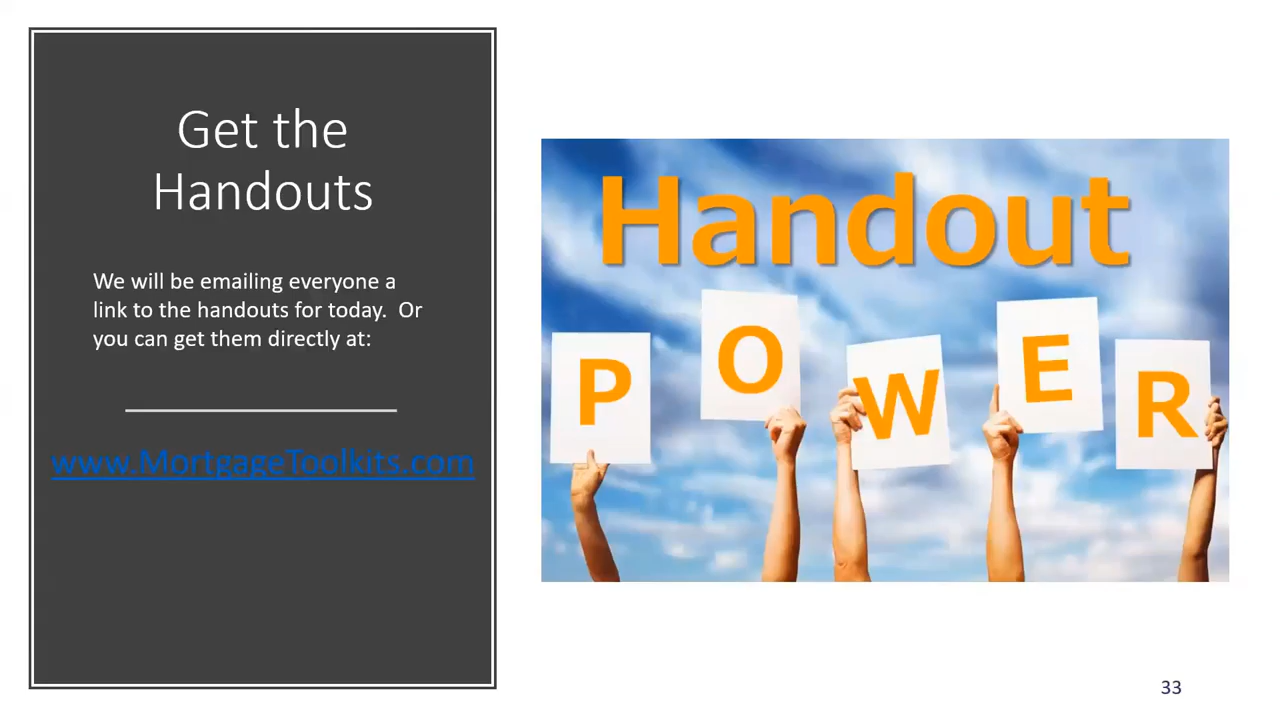 Get the
Handouts
We will be emailing everyone a
link to the handouts for today.  Or
you can get them directly at:
www.MortgageToolkits.com
Handout
POWER
33